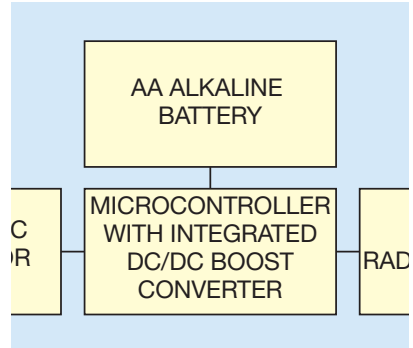 AA ALKALINE
BATTERY
MICROCONTROLLER
WITH INTEGRATED
DC/DC BOOST
CONVERTER